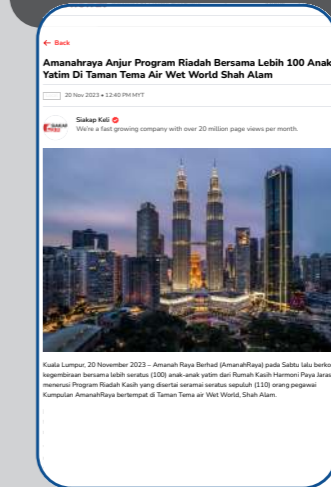 ← Back
Amanahraya Anjur Program Riadah Bersama Lebih 100 Anak
Yatim Di Taman Tema Air Wet World Shah Alam
20 Nov 2023 • 12:40 PM MYT
Siakap Keli
We're a fast growing company with over 20 million page views per month.
Kuala Lumpur, 20 November 2023 – Amanah Raya Berhad (AmanahRaya) pada Sabtu lalu berko
kegembiraan bersama lebih seratus (100) anak-anak yatim dari Rumah Kasih Harmoni Paya Jaras
menerusi Program Riadah Kasih yang disertai seramai seratus sepuluh (110) orang pegawai
Kumpulan AmanahRaya bertempat di Taman Tema air Wet World, Shah Alam.